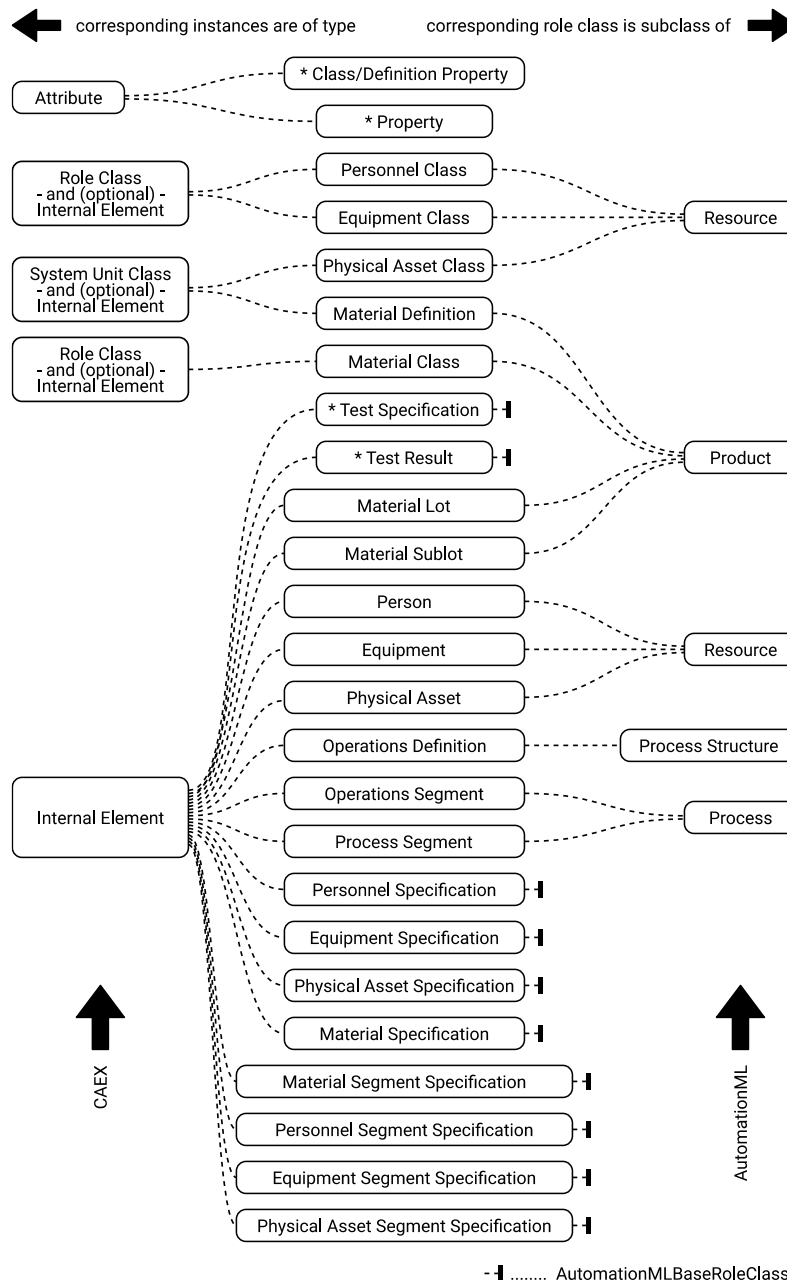 corresponding instances are of type
corresponding role class is subclass of
* Class/Definition Property
Attribute
* Property
Role Class
- and (optional) -
Internal Element
Personnel Class
Equipment Class
Resource
System Unit Class
- and (optional) -
Internal Element
Physical Asset Class
Material Definition
Role Class
- and (optional) -
Internal Element
Material Class
* Test Specification
* Test Result
Product
Material Lot
Material Sublot
Person
Equipment
Resource
Physical Asset
Operations Definition
Process Structure
Internal Element
Operations Segment
Process
Process Segment
Personnel Specification
Equipment Specification
Physical Asset Specification
Material Specification
CAEX
AutomationML
Material Segment Specification
Personnel Segment Specification
Equipment Segment Specification
Physical Asset Segment Specification
........ AutomationMLBaseRoleClass